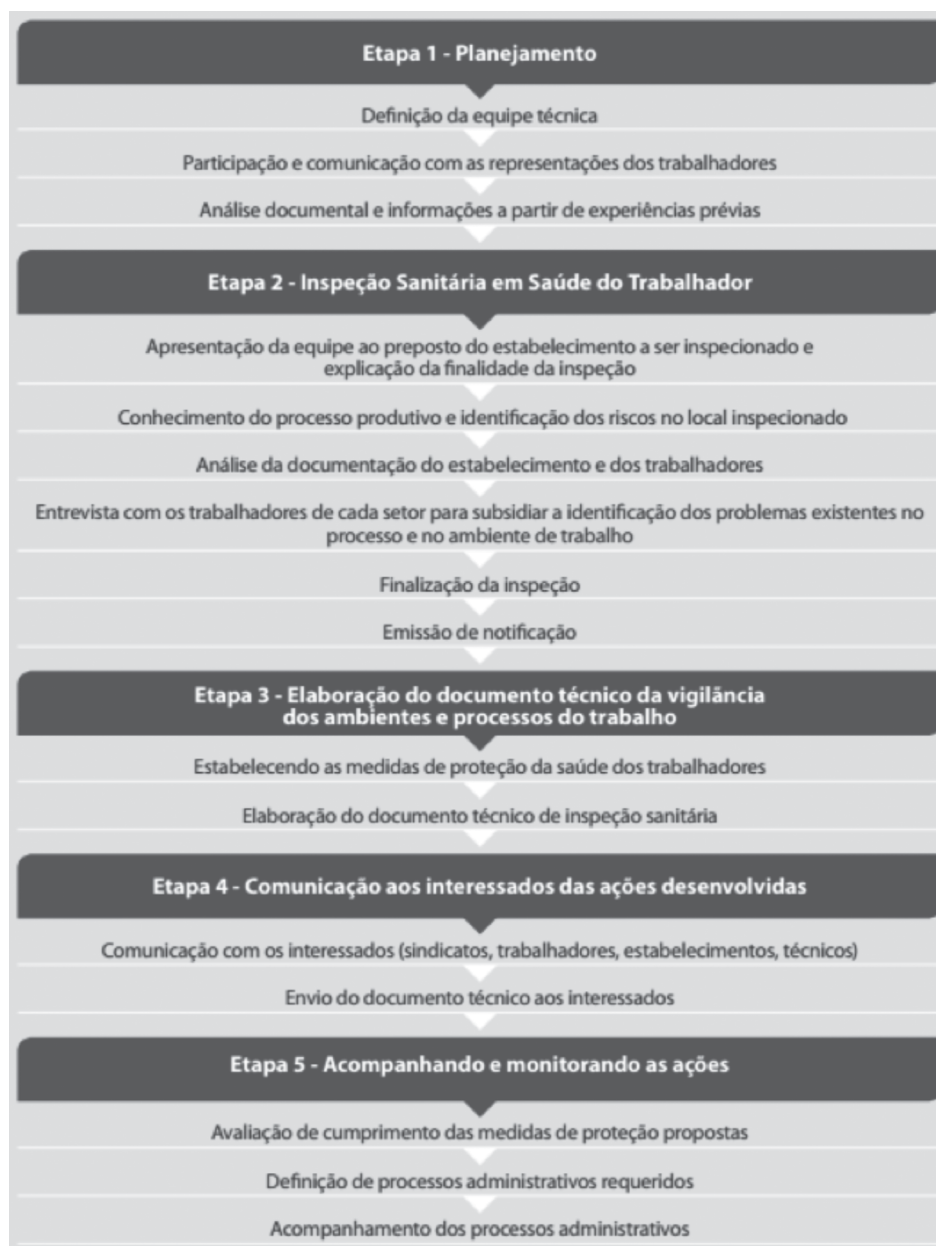 Etapa 1 - Planejamento
Definição da equipe técnica
Participação e comunicação com as representações dos trabalhadores
Análise documental e informações a partir de experiências prévias
Etapa 2 - Inspeção Sanitária em Saúde do Trabalhador
Apresentação da equipe ao preposto do estabelecimento a ser inspecionado e
explicação da finalidade da inspeção
Conhecimento do processo produtivo e identificação dos riscos no local inspecionado
Análise da documentação do estabelecimento e dos trabalhadores
Entrevista com os trabalhadores de cada setor para subsidiar a identificação dos problemas existentes no
processo e no ambiente de trabalho
Finalização da inspeção
Emissão de notificação
Etapa 3 - Elaboração do documento técnico da vigilância
dos ambientes e processos do trabalho
Estabelecendo as medidas de proteção da saúde dos trabalhadores
Elaboração do documento técnico de inspeção sanitária
Etapa 4 - Comunicação aos interessados das ações desenvolvidas
Comunicação com os interessados (sindicatos, trabalhadores, estabelecimentos, técnicos)
Envio do documento técnico aos interessados
Etapa 5 - Acompanhando e monitorando as ações
Avaliação de cumprimento das medidas de proteção propostas
Definição de processos administrativos requeridos
Acompanhamento dos processos administrativos